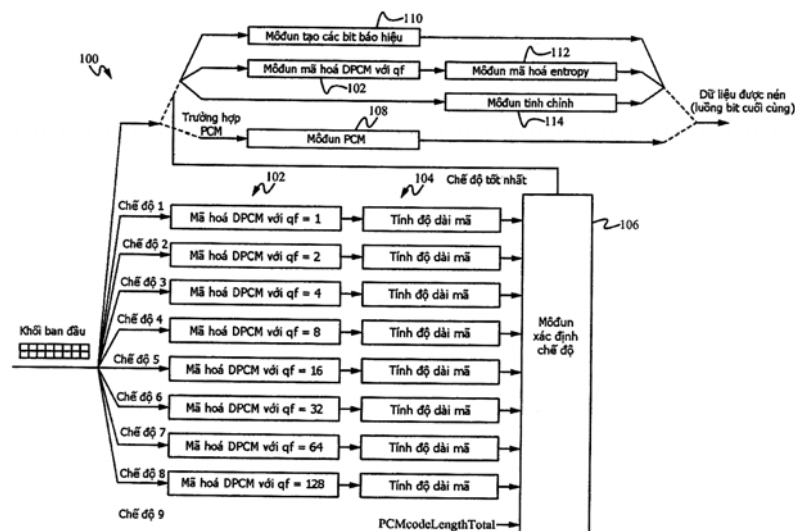 110
Môđun tạo các bit báo hiệu
112
100
Môđun mã hoá DPCM với qf
Môđun mã hoá entropy
102
Dữ liệu được nén
(luồng bit cuối cùng)
Môđun tinh chỉnh
Trường hợp
PCM
108
114
Môđun PCM
102
104
Chế độ tốt nhất
Chế độ 1
Mã hoá DPCM với qf = 1
Tính độ dài mã
106
Chế độ 2
Mã hoá DPCM với qf = 2
Tính độ dài mã
Chế độ 3
Mã hoá DPCM với qf = 4
Tính độ dài mã
Chế độ 4
Mã hoá DPCM với qf = 8
Tính độ dài mã
Khối ban đầu
Môđun
xác định
chế độ
Chế độ 5
Mã hoá DPCM với qf = 16
Tính độ dài mã
Chế độ 6
Mã hoá DPCM với qf = 32
Tính độ dài mã
Chế độ 7
Mã hoá DPCM với qf = 64
Tính độ dài mã
Chế độ 8
Mã hoá DPCM với qf = 128
Tính độ dài mã
Chế độ 9
PCMcodeLengthTotal